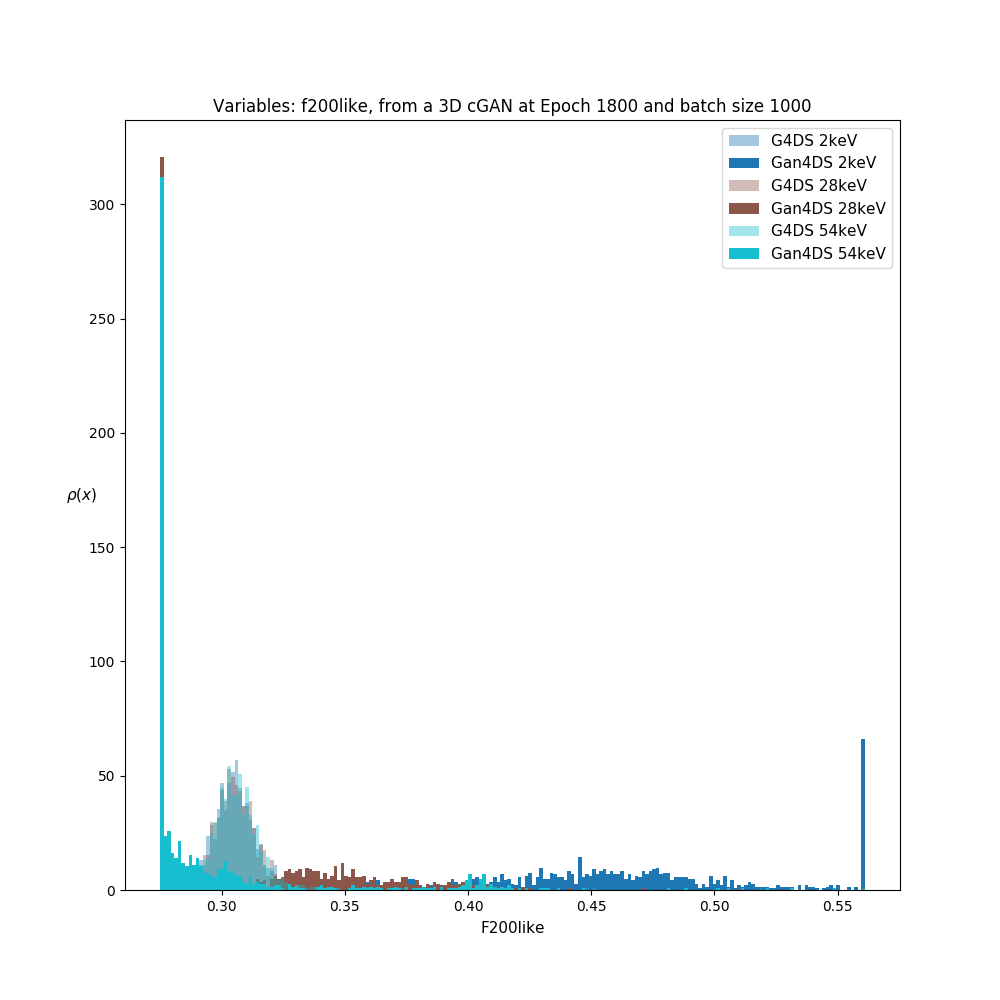 Variables: f200like, from a 3D cGAN at Epoch 1800 and batch size 1000
G4DS 2keV
Gan4DS 2keV
G4DS 28keV
Gan4DS 28keV
G4DS 54keV
Gan4DS 54keV
300
250
200
ρ(x)
150
100
50
0
0.30 0.35 0.40 0.45 0.50 0.55
F200like